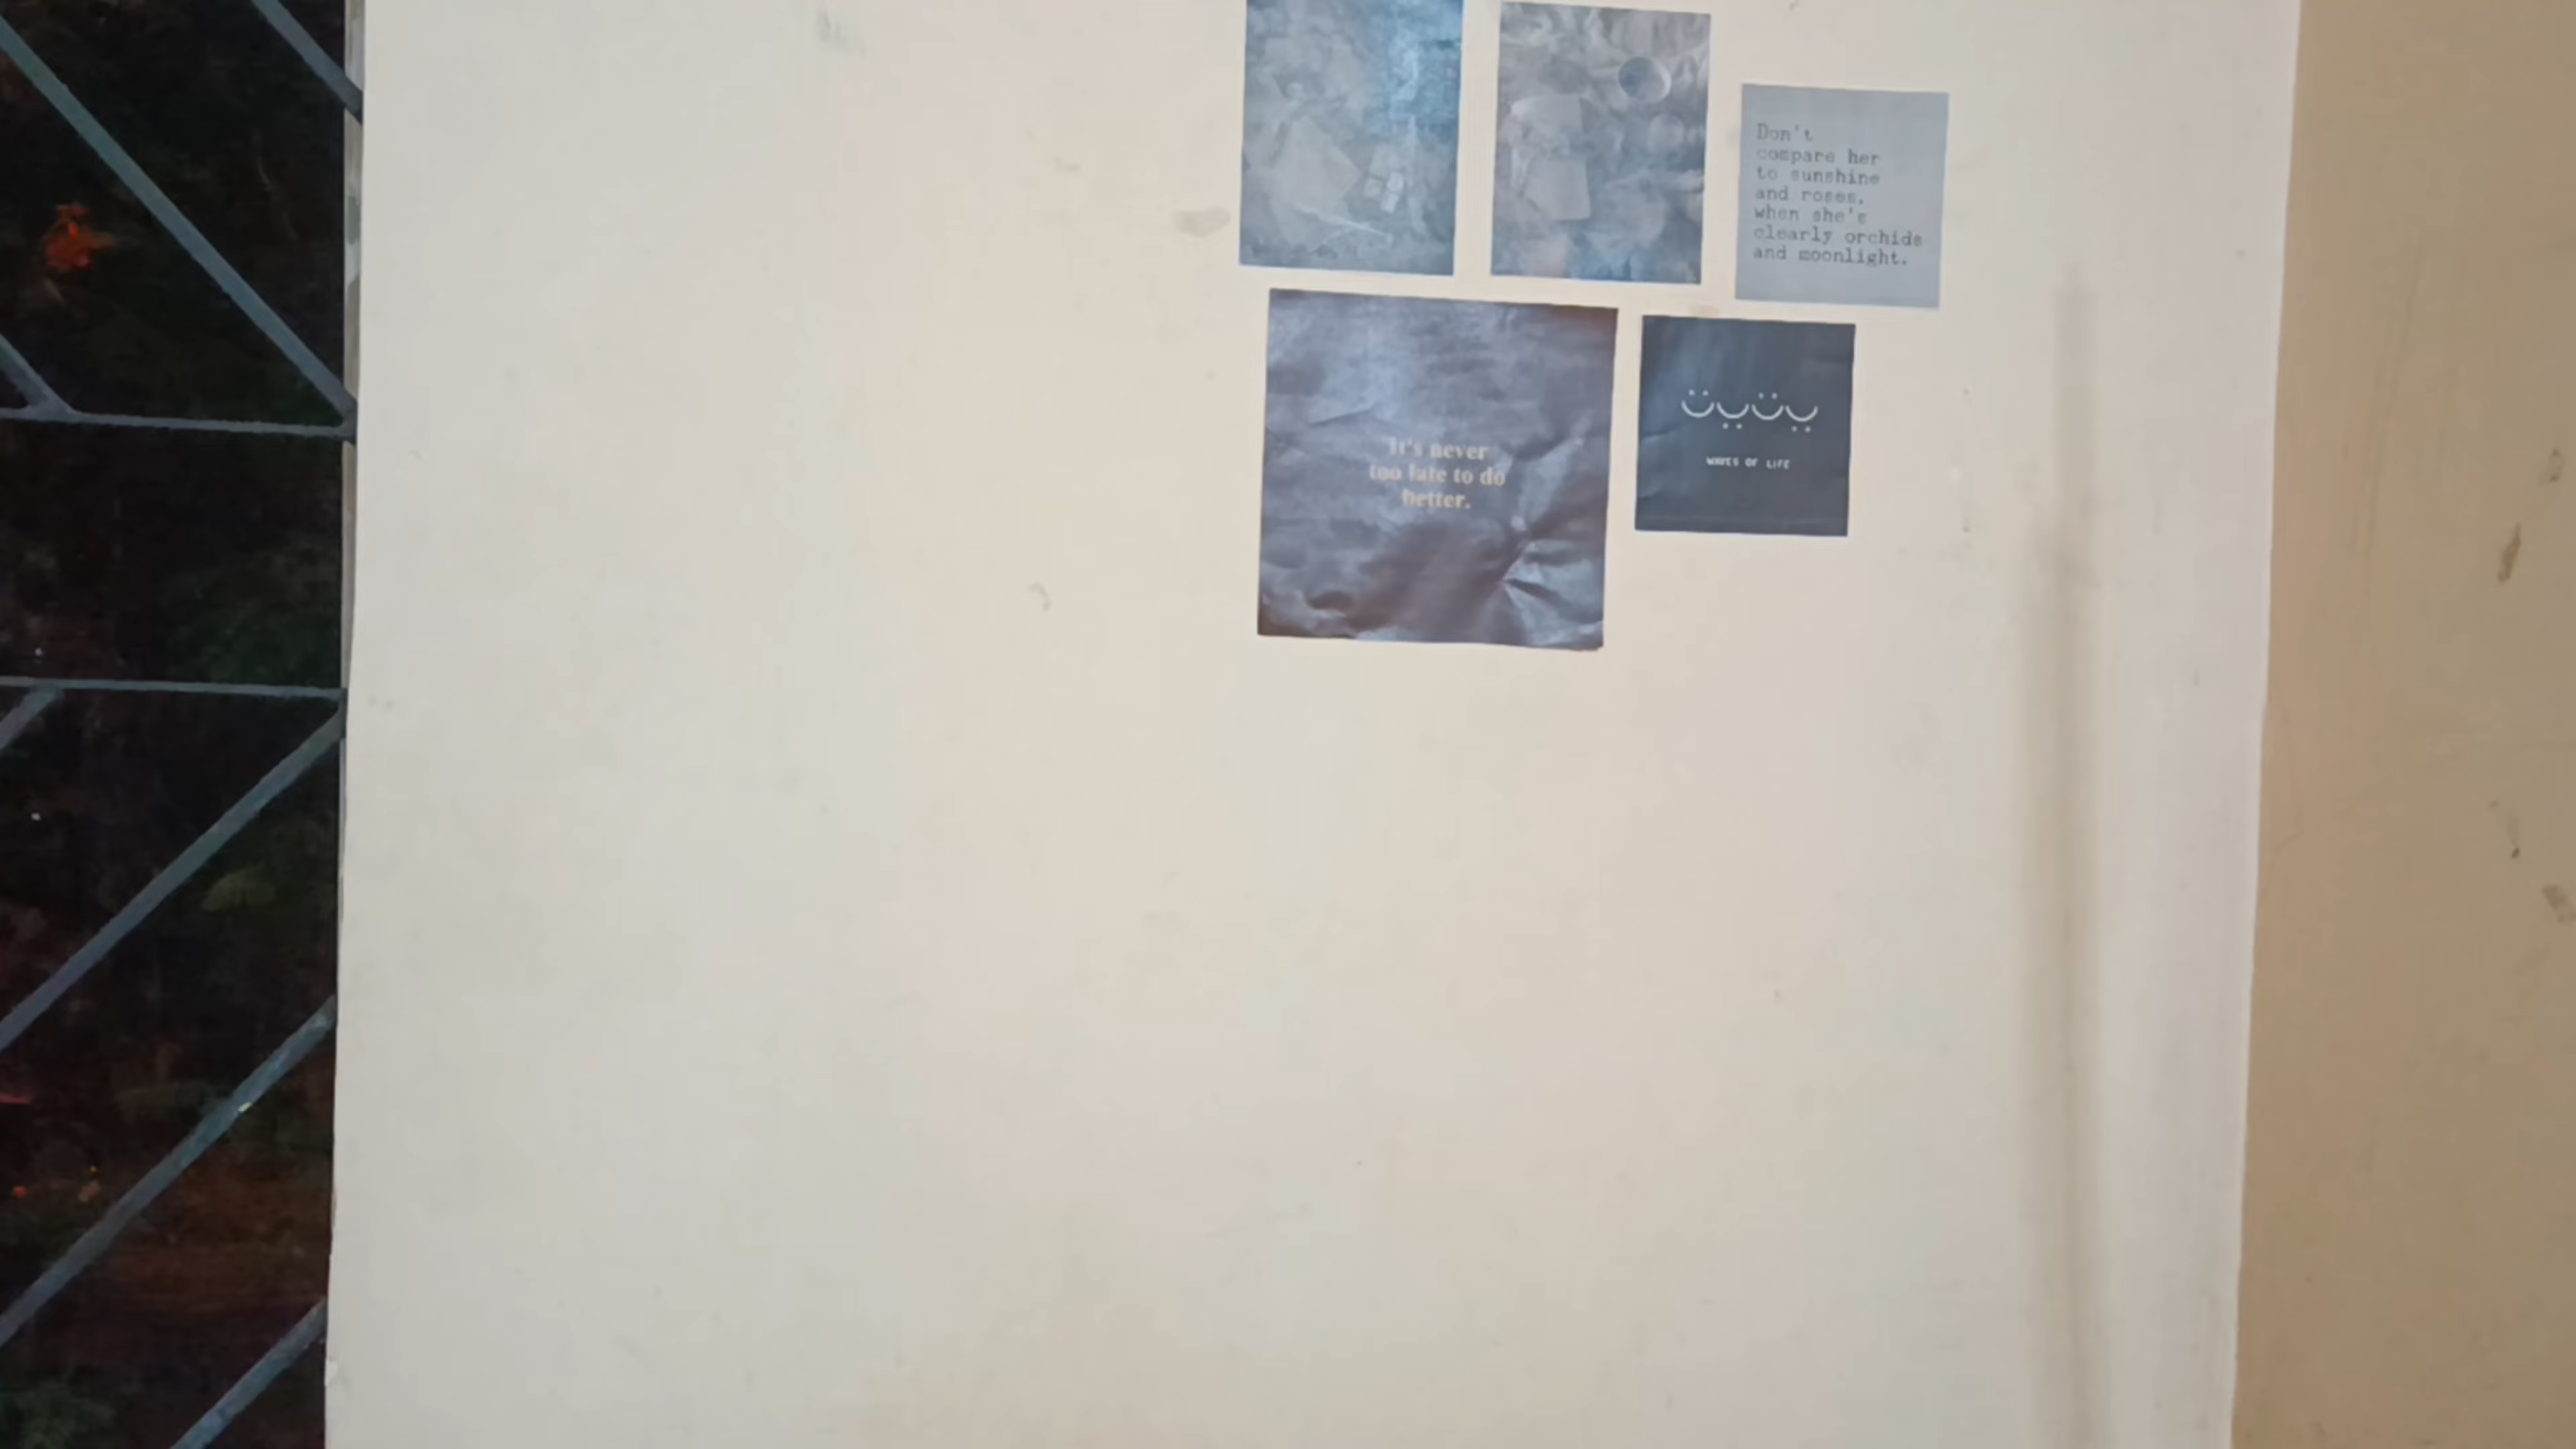 Don't
compare her
to sunshine
and roses,
when she's
clearly orchids
and moonlight.
It's never
too late to do
better.
WAVES OF LIFE